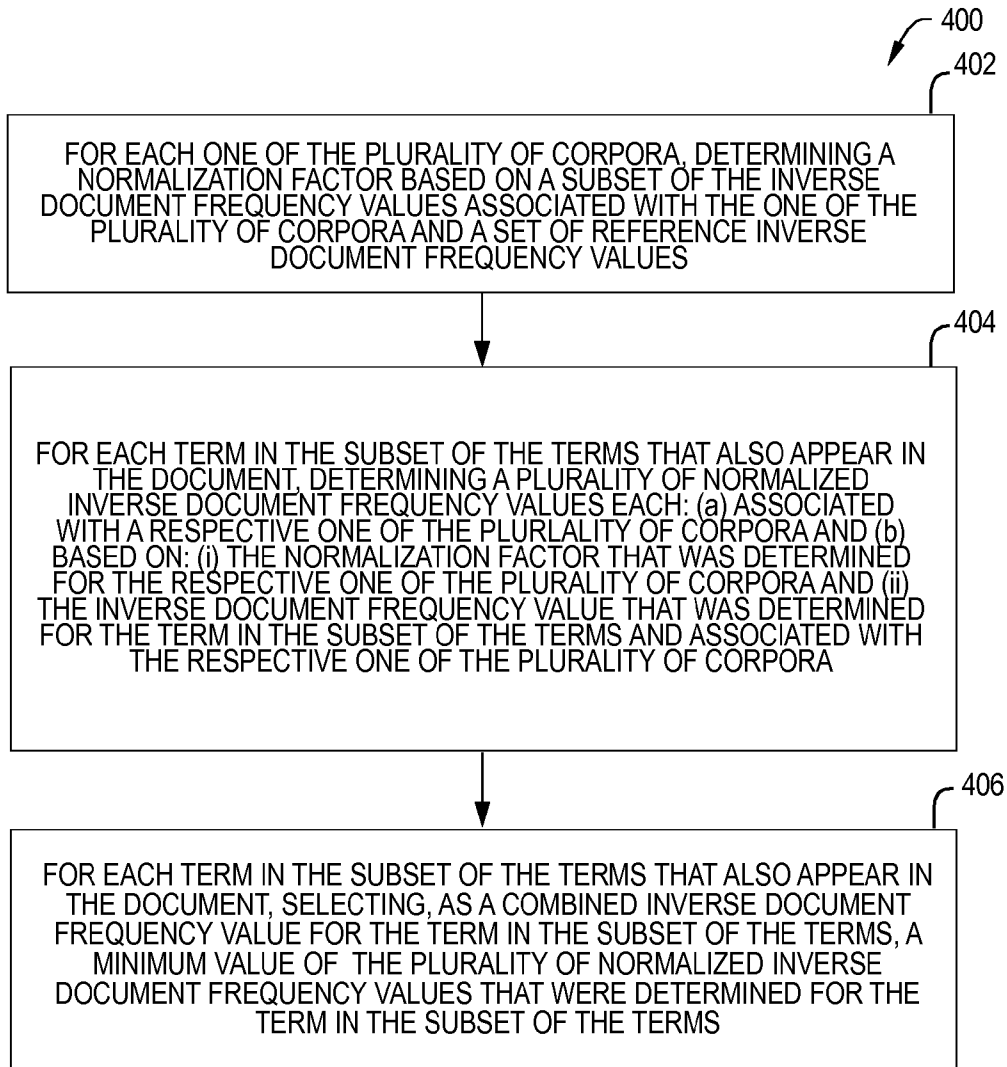 400
402
FOR EACH ONE OF THE PLURALITY OF CORPORA, DETERMINING A
NORMALIZATION FACTOR BASED ON A SUBSET OF THE INVERSE
DOCUMENT FREQUENCY VALUES ASSOCIATED WITH THE ONE OF THE
PLURALITY OF CORPORA AND A SET OF REFERENCE INVERSE
DOCUMENT FREQUENCY VALUES
404
FOR EACH TERM IN THE SUBSET OF THE TERMS THAT ALSO APPEAR IN
THE DOCUMENT, DETERMINING A PLURALITY OF NORMALIZED
INVERSE DOCUMENT FREQUENCY VALUES EACH: (a) ASSOCIATED
WITH A RESPECTIVE ONE OF THE PLURLALITY OF CORPORA AND (b)
BASED ON: (i) THE NORMALIZATION FACTOR THAT WAS DETERMINED
FOR THE RESPECTIVE ONE OF THE PLURALITY OF CORPORA AND (ii)
THE INVERSE DOCUMENT FREQUENCY VALUE THAT WAS DETERMINED
FOR THE TERM IN THE SUBSET OF THE TERMS AND ASSOCIATED WITH
THE RESPECTIVE ONE OF THE PLURALITY OF CORPORA
406
FOR EACH TERM IN THE SUBSET OF THE TERMS THAT ALSO APPEAR IN
THE DOCUMENT, SELECTING, AS A COMBINED INVERSE DOCUMENT
FREQUENCY VALUE FOR THE TERM IN THE SUBSET OF THE TERMS, A
MINIMUM VALUE OF THE PLURALITY OF NORMALIZED INVERSE
DOCUMENT FREQUENCY VALUES THAT WERE DETERMINED FOR THE
TERM IN THE SUBSET OF THE TERMS